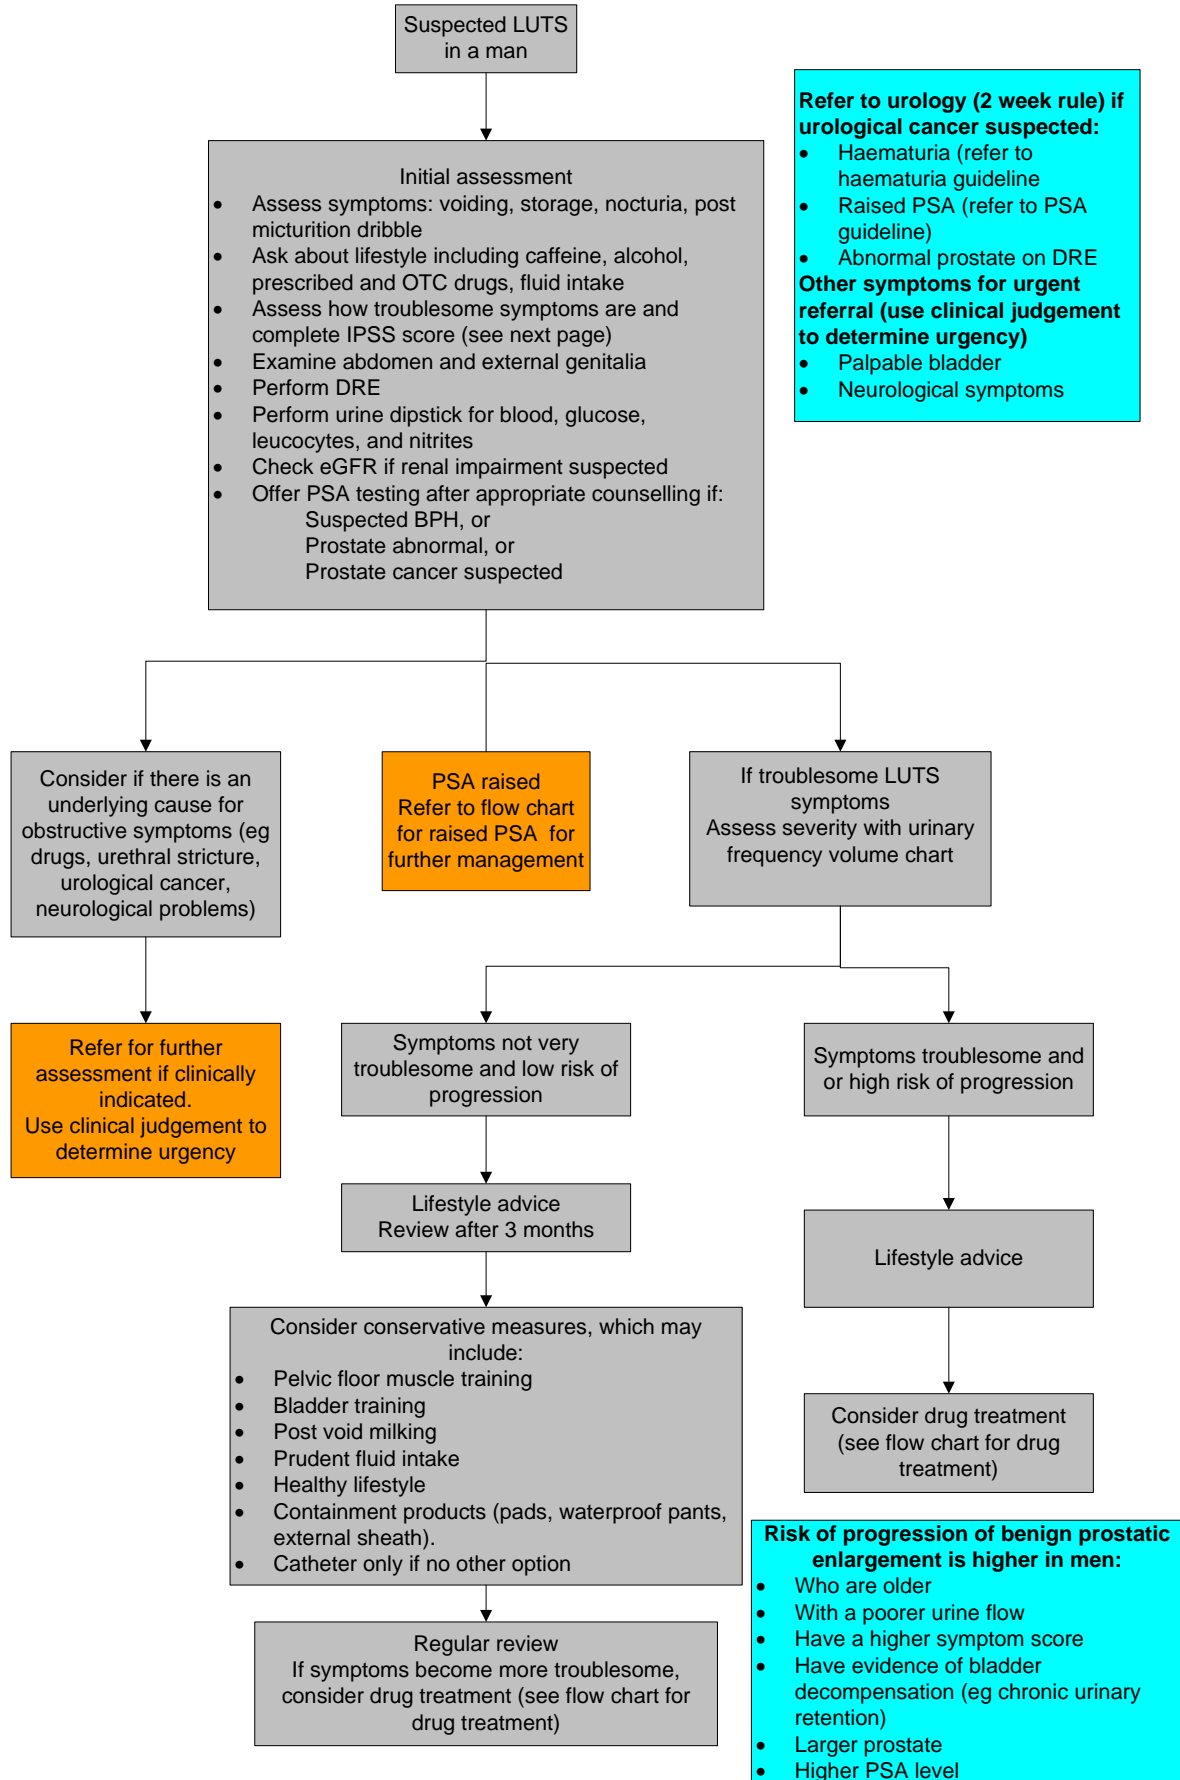 Suspected LUTS
in a man
Refer to urology (2 week rule) if
urological cancer suspected:
• Haematuria (refer to
haematuria guideline
• Raised PSA (refer to PSA
guideline)
• Abnormal prostate on DRE
Other symptoms for urgent
referral (use clinical judgement
to determine urgency)
• Palpable bladder
• Neurological symptoms
Initial assessment
• Assess symptoms: voiding, storage, nocturia, post
micturition dribble
• Ask about lifestyle including caffeine, alcohol,
prescribed and OTC drugs, fluid intake
• Assess how troublesome symptoms are and
complete IPSS score (see next page)
• Examine abdomen and external genitalia
• Perform DRE
• Perform urine dipstick for blood, glucose,
leucocytes, and nitrites
• Check eGFR if renal impairment suspected
• Offer PSA testing after appropriate counselling if:
Suspected BPH, or
Prostate abnormal, or
Prostate cancer suspected
Consider if there is an
underlying cause for
obstructive symptoms (eg
drugs, urethral stricture,
urological cancer,
neurological problems)
PSA raised
Refer to flow chart
for raised PSA for
further management
If troublesome LUTS
symptoms
Assess severity with urinary
frequency volume chart
Refer for further
assessment if clinically
indicated.
Use clinical judgement to
determine urgency
Symptoms not very
troublesome and low risk of
progression
Symptoms troublesome and
or high risk of progression
Lifestyle advice
Review after 3 months
Lifestyle advice
Consider conservative measures, which may
include:
• Pelvic floor muscle training
• Bladder training
• Post void milking
• Prudent fluid intake
• Healthy lifestyle
• Containment products (pads, waterproof pants,
external sheath).
• Catheter only if no other option
Consider drug treatment
(see flow chart for drug
treatment)
Regular review
If symptoms become more troublesome,
consider drug treatment (see flow chart for
drug treatment)
Risk of progression of benign prostatic
enlargement is higher in men:
• Who are older
• With a poorer urine flow
• Have a higher symptom score
• Have evidence of bladder
decompensation (eg chronic urinary
retention)
• Larger prostate
• Higher PSA level